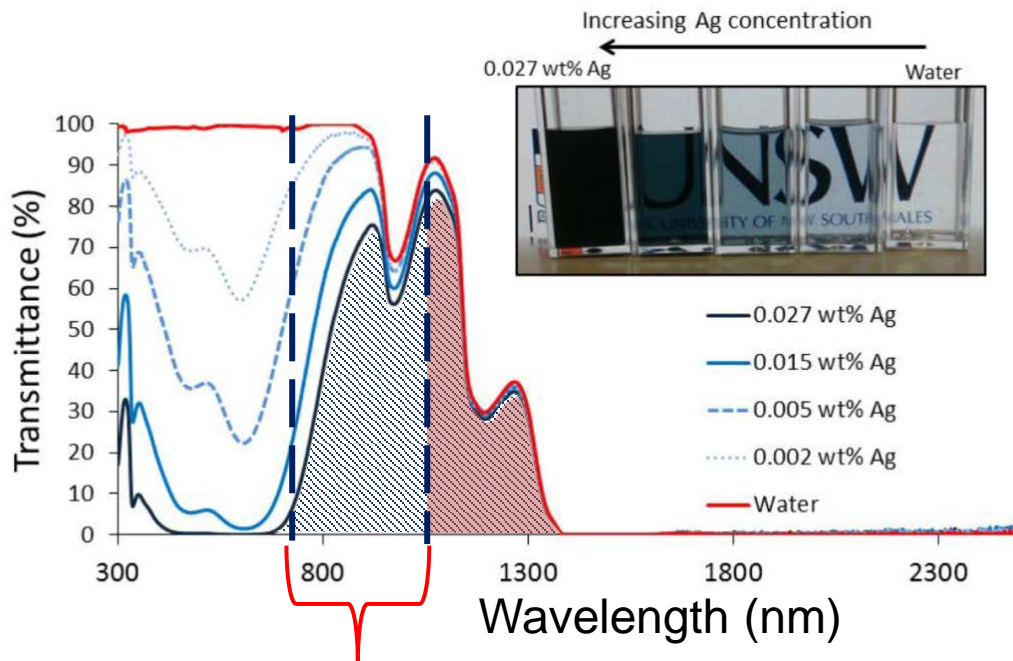 Increasing Ag concentration
0.027 wt% Ag
Water
UNSW
THE UNIVERSITY OF NEW SOUTH WALES
Transmittance (%)
100
90
80
70
60
50
40
30
20
10
0
300
800
1300
1800
2300
Wavelength (nm)
0.027 wt% Ag
0.015 wt% Ag
0.005 wt% Ag
0.002 wt% Ag
Water